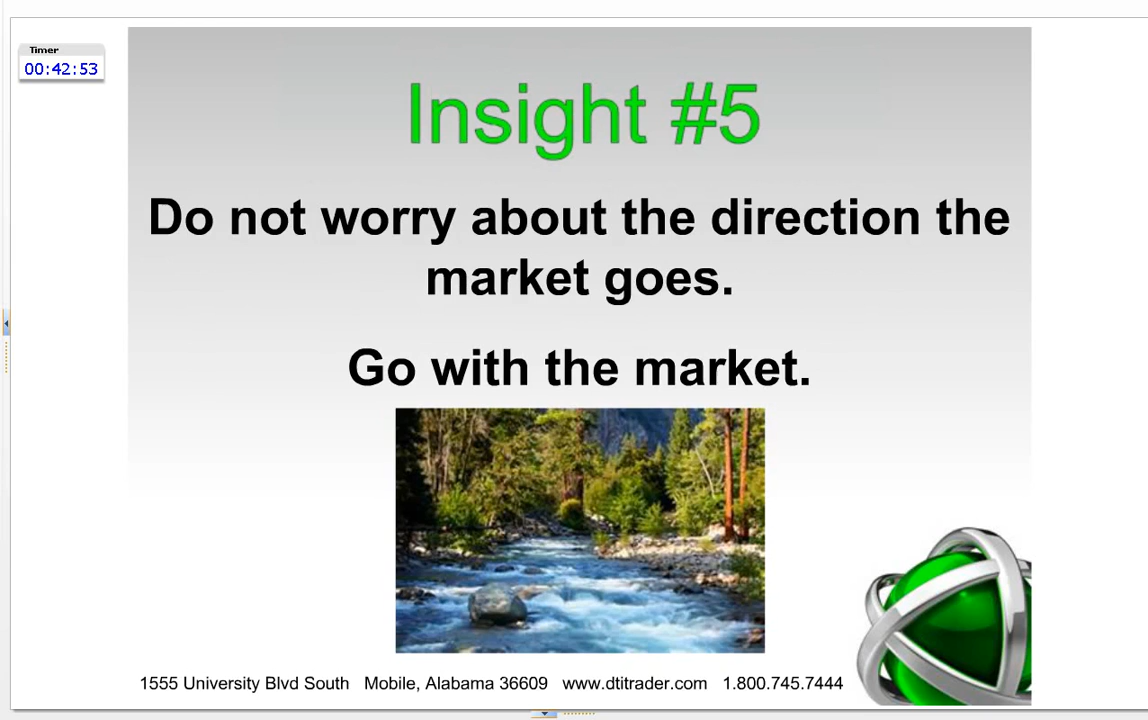 Timer
00:42:53
Insight #5
Do not worry about the direction the
market goes.
Go with the market.
1555 University Blvd South Mobile, Alabama 36609 www.dtitrader.com 1.800.745.7444